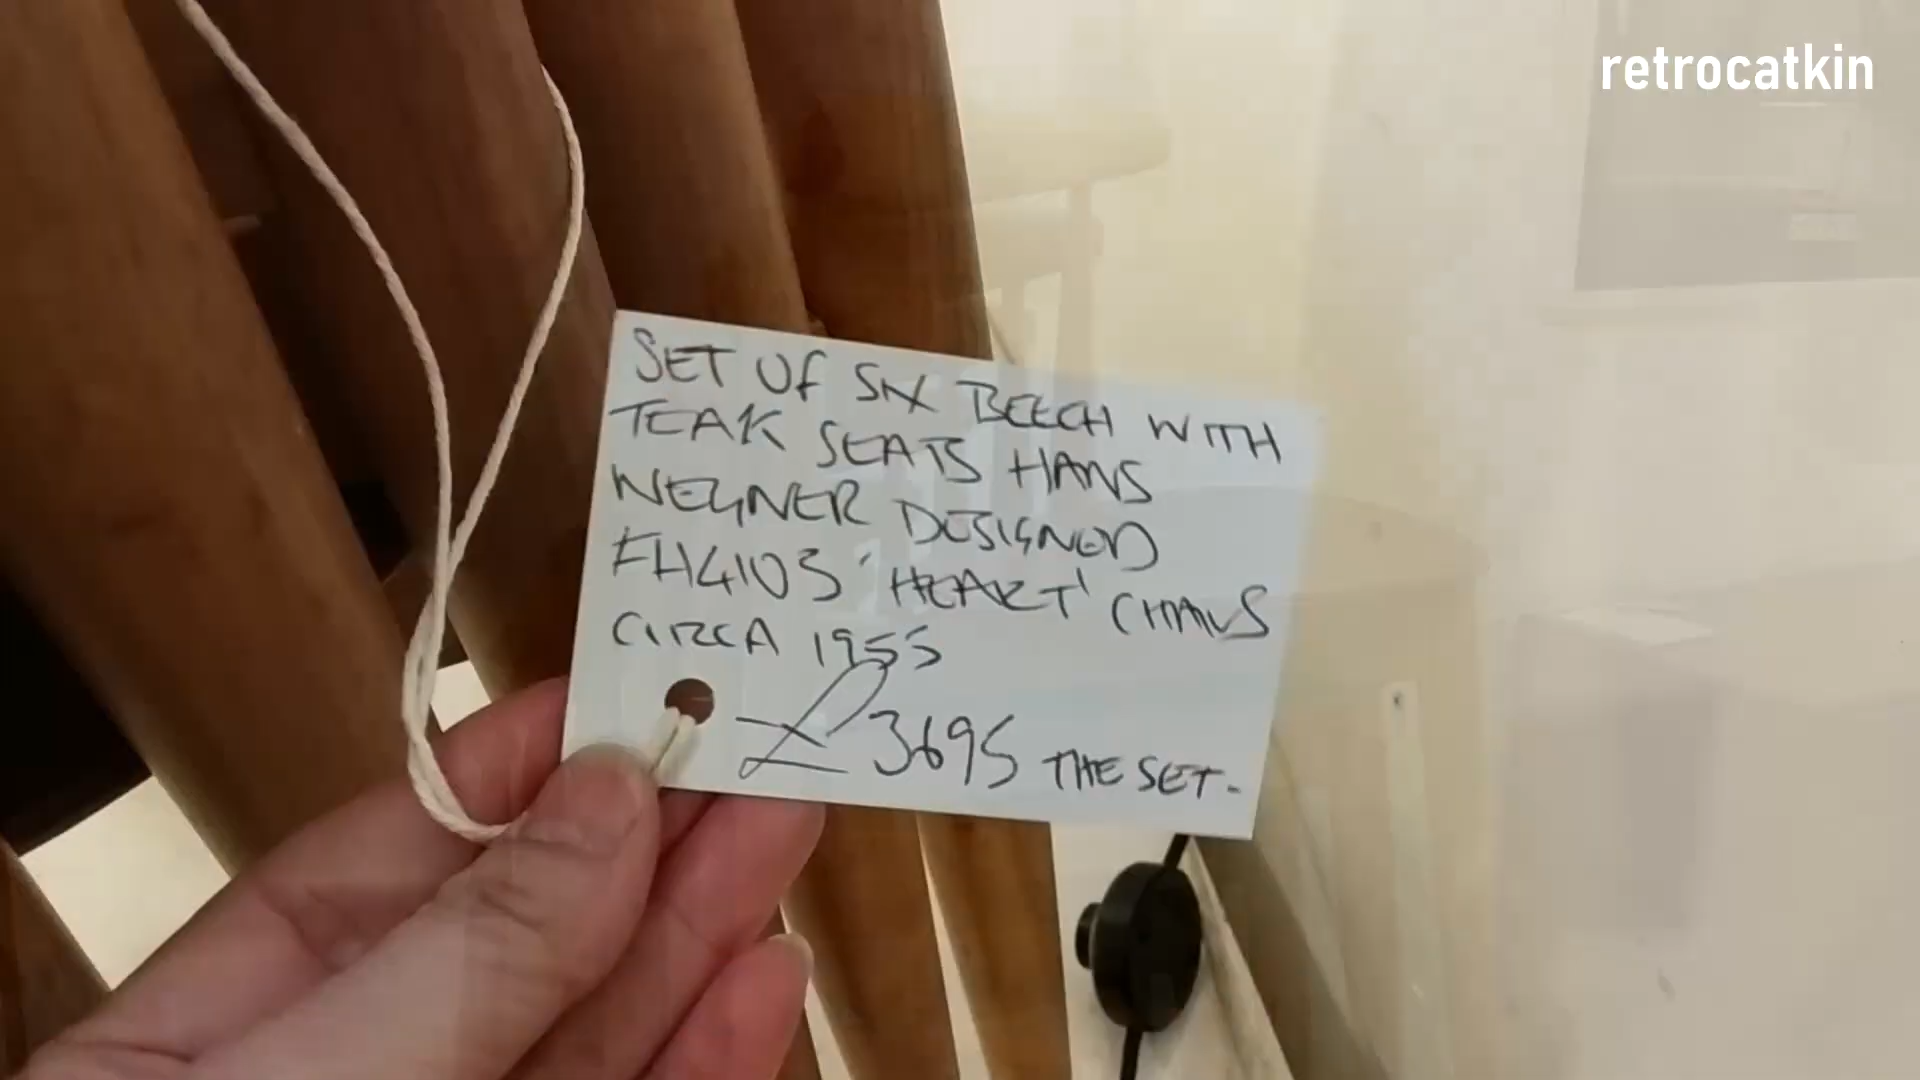 retrocatkin
SET OF SIX BEECH WITH
TEAK SEATS HANS
WEGNER DESIGNED
FH4103 'HEART' CHAIRS
CIRCA 1955
£3695 THE SET-